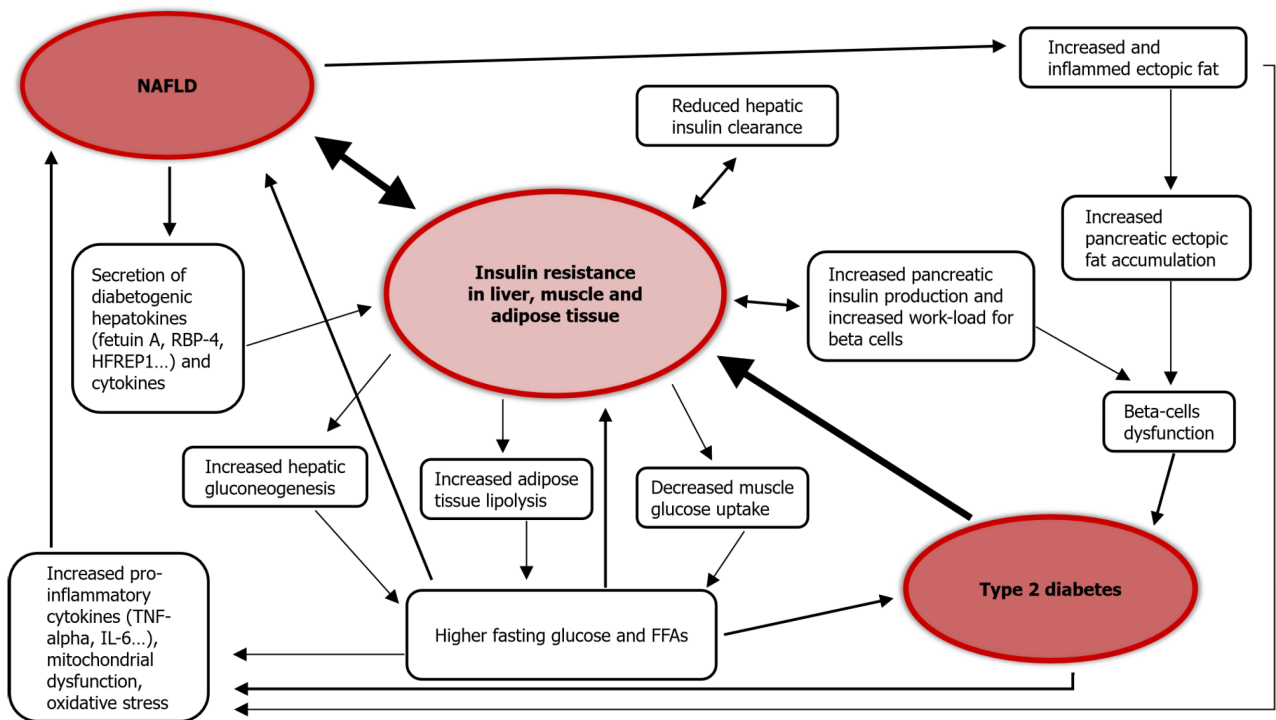 NAFLD
Increased and
inflammed ectopic fat
Reduced hepatic
insulin clearance
Increased
pancreatic ectopic
fat accumulation
Secretion of
diabetogenic
hepatokines
(fetuin A, RBP-4,
HFREP1...) and
cytokines
Insulin resistance
in liver, muscle and
adipose tissue
Increased pancreatic
insulin production and
increased work-load for
beta cells
Beta-cells
dysfunction
Increased hepatic
gluconeogenesis
Increased adipose
tissue lipolysis
Decreased muscle
glucose uptake
Type 2 diabetes
Increased pro-
inflammatory
cytokines (TNF-
alpha, IL-6...),
mitochondrial
dysfunction,
oxidative stress
Higher fasting glucose and FFAs